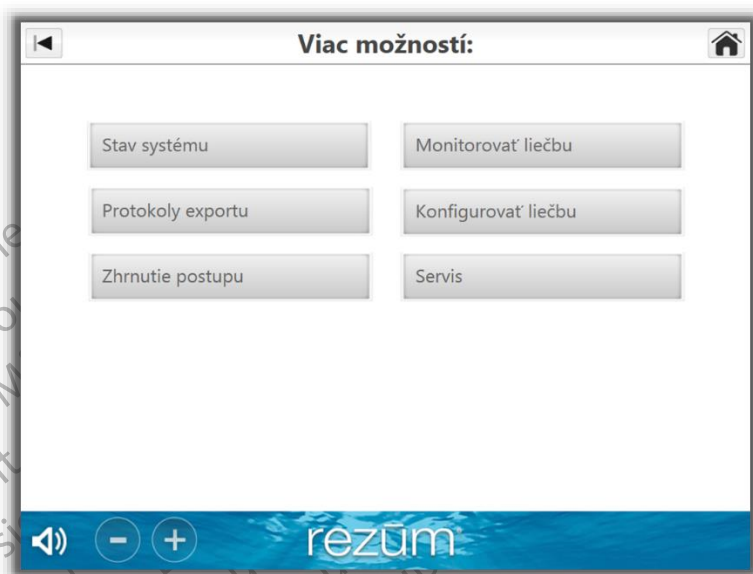 Viac možností:
Stav systému
Monitorovať liečbu
Protokoly exportu
Konfigurovať liečbu
Zhrnutie postupu
Servis
rezūm